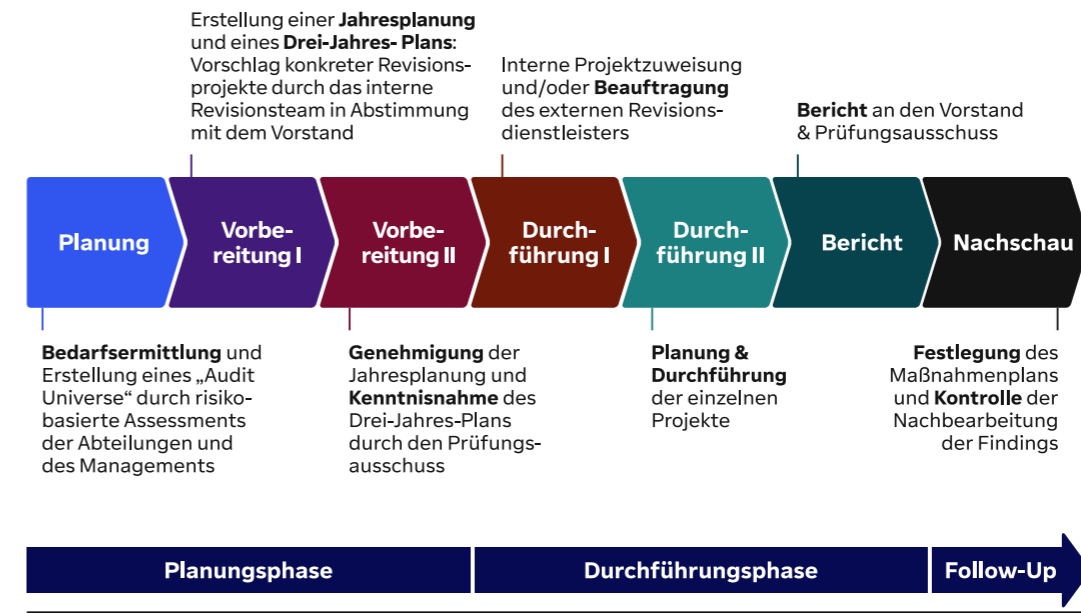 Erstellung einer Jahresplanung
und eines Drei-Jahres- Plans:
Vorschlag konkreter Revisions-
projekte durch das interne
Revisionsteam in Abstimmung
mit dem Vorstand
Interne Projektzuweisung
und/oder Beauftragung
des externen Revisions-
dienstleisters
Bericht an den Vorstand
& Prüfungsausschuss
Planung
Vorbe-
reitung I
Vorbe-
reitung II
Durch-
führung I
Durch-
führung II
Bericht
Nachschau
Bedarfsermittlung und
Erstellung eines „Audit
Universe“ durch risiko-
basierte Assessments
der Abteilungen und
des Managements
Genehmigung der
Jahresplanung und
Kenntnisnahme des
Drei-Jahres-Plans
durch den Prüfungs-
ausschuss
Planung &
Durchführung
der einzelnen
Projekte
Festlegung des
Maßnahmenplans
und Kontrolle der
Nachbearbeitung
der Findings
Planungsphase
Durchführungsphase
Follow-Up